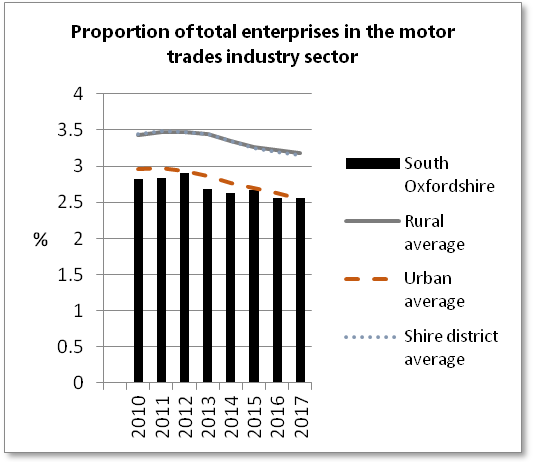 Proportion of total enterprises in the motor
trades industry sector
4
3.5
3
2.5
2
1.5
1
0.5
0
%
2010
2011
2012
2013
2014
2015
2016
2017
South
Oxfordshire
Rural
average
Urban
average
Shire district
average